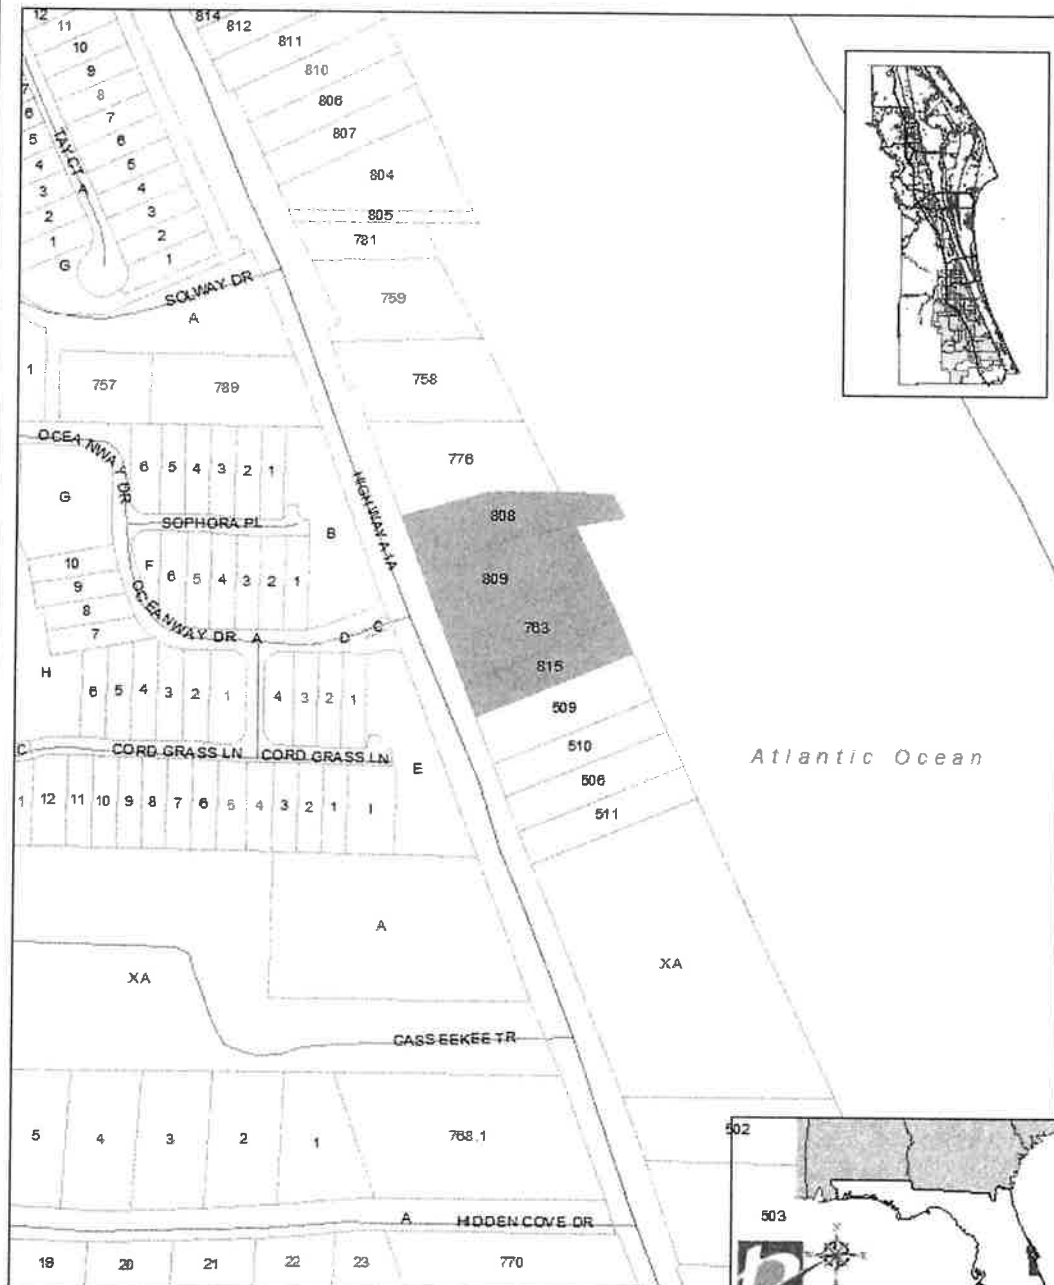 12
11
10
9
8
7
6
5
4
3
2
1
814
812
811
810
806
807
804
805
781
759
758
776
808
809
763
815
509
510
506
511
7
6
5
4
3
2
1
G
TAY CT
A
SOLWAY DR
A
1
757
789
OCEANWAY DR
G
6 5 4 3 2 1
SOPHORA PL
B
HIGHWAY A1A
F
6 5 4 3 2 1
10
9
8
7
OCEANWAY DR A D C
H
6 5 4 3 2 1
4 3 2 1
C CORD GRASS LN CORD GRASS LN
E
1 12 11 10 9 8 7 6 5 4 3 2 1 I
Atlantic Ocean
A
XA
XA
CASSEEKEE TR
5 4 3 2 1 768.1
502
503
A HIDDEN COVE DR
19 20 21 22 23 770
N
E